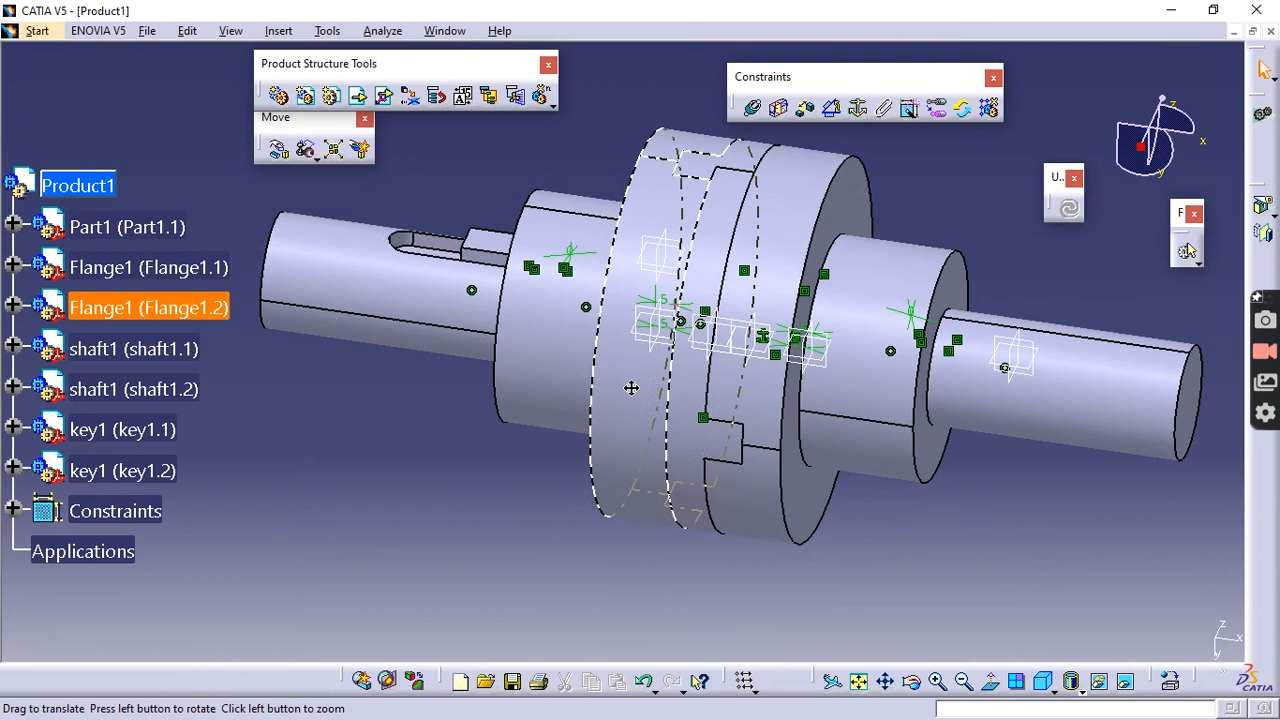 CATIA V5 - [Product1]
Start ENOVIA V5 File Edit View Insert Tools Analyze Window Help
Product Structure Tools
Constraints
Move
z
x
y
U..
F
Product1
Part1 (Part1.1)
Flange1 (Flange1.1)
Flange1 (Flange1.2)
shaft1 (shaft1.1)
shaft1 (shaft1.2)
key1 (key1.1)
key1 (key1.2)
Constraints
Applications
5
5
z
x
y
CATIA
Drag to translate Press left button to rotate Click left button to zoom